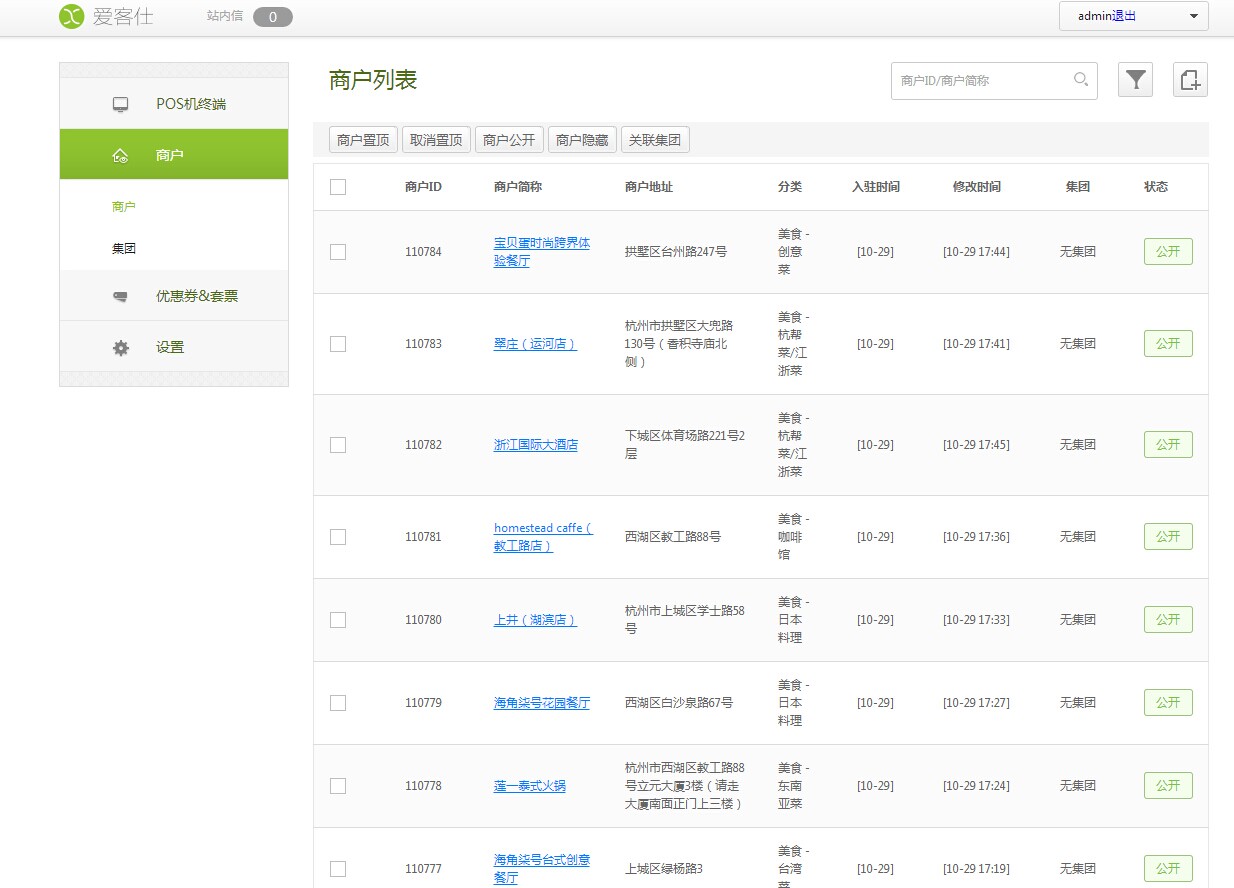 爱客仕
站内信 0
admin退出
POS机终端
商户
商户
集团
优惠券&套票
设置
商户列表
商户ID/商户简称
商户置顶 取消置顶 商户公开 商户隐藏 关联集团
商户ID 商户简称 商户地址 分类 入驻时间 修改时间 集团 状态
110784
宝贝蛋时尚跨界体
验餐厅
拱墅区台州路247号
美食 -
创意
菜
[10-29]
[10-29 17:44]
无集团
公开
110783
翠庄（运河店）
杭州市拱墅区大兜路
130号（香积寺庙北
侧）
美食 -
杭帮
菜/江
浙菜
[10-29]
[10-29 17:41]
无集团
公开
110782
浙江国际大酒店
下城区体育场路221号2
层
美食 -
杭帮
菜/江
浙菜
[10-29]
[10-29 17:45]
无集团
公开
110781
homestead caffe（
教工路店）
西湖区教工路88号
美食 -
咖啡
馆
[10-29]
[10-29 17:36]
无集团
公开
110780
上井（湖滨店）
杭州市上城区学士路58
号
美食 -
日本
料理
[10-29]
[10-29 17:33]
无集团
公开
110779
海角柒号花园餐厅
西湖区白沙泉路67号
美食 -
日本
料理
[10-29]
[10-29 17:27]
无集团
公开
110778
莲一泰式火锅
杭州市西湖区教工路88
号立元大厦3楼（请走
大厦南面正门上三楼）
美食 -
东南
亚菜
[10-29]
[10-29 17:24]
无集团
公开
110777
海角柒号台式创意
餐厅
上城区绿杨路3
美食 -
台湾
菜
[10-29]
[10-29 17:19]
无集团
公开